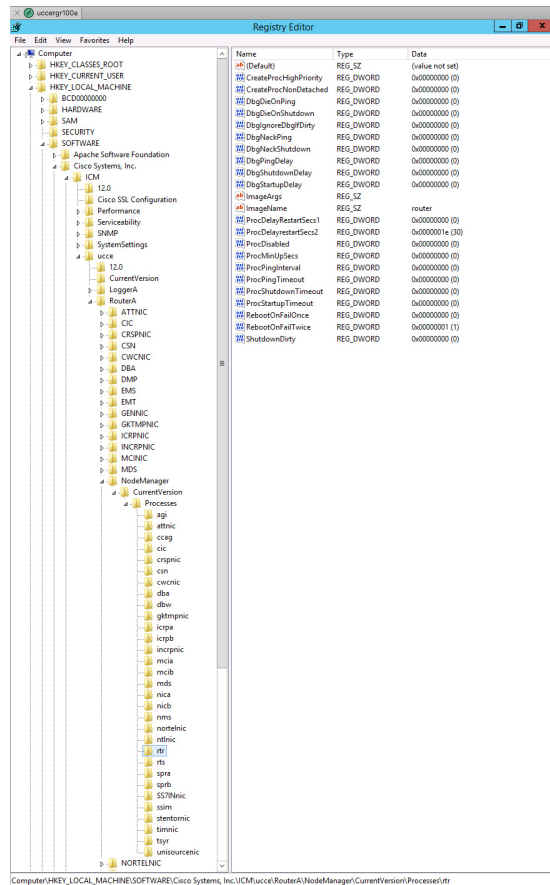 uccergr100a
Registry Editor
File Edit View Favorites Help
Computer
HKEY_CLASSES_ROOT
HKEY_CURRENT_USER
HKEY_LOCAL_MACHINE
BCD00000000
HARDWARE
SAM
SECURITY
SOFTWARE
Apache Software Foundation
Cisco Systems, Inc.
ICM
12.0
Cisco SSL Configuration
Performance
Serviceability
SNMP
SystemSettings
ucce
12.0
CurrentVersion
LoggerA
RouterA
ATTNIC
CIC
CRSPNIC
CSN
CWCNIC
DBA
DMP
EMS
EMT
GENNIC
GKTMPNIC
ICRPNIC
INCRPNIC
MCINIC
MDS
NodeManager
CurrentVersion
Processes
agi
attnic
ccag
cic
crspnic
csn
cwcnic
dba
dbw
gktmpnic
icrpa
icrpb
incrpnic
mcia
mcib
mds
nica
nicb
nms
nortelnic
ntlnic
rtr
rts
spra
sprb
SS7INnic
ssim
stentornic
timnic
tsyr
unisourcenic
NORTELNIC
Name Type Data
(Default) REG_SZ (value not set)
CreateProcHighPriority REG_DWORD 0x00000000 (0)
CreateProcNonDetached REG_DWORD 0x00000000 (0)
DbgDieOnPing REG_DWORD 0x00000000 (0)
DbgDieOnShutdown REG_DWORD 0x00000000 (0)
DbgIgnoreDbgIfDirty REG_DWORD 0x00000000 (0)
DbgNackPing REG_DWORD 0x00000000 (0)
DbgNackShutdown REG_DWORD 0x00000000 (0)
DbgPingDelay REG_DWORD 0x00000000 (0)
DbgShutdownDelay REG_DWORD 0x00000000 (0)
DbgStartupDelay REG_DWORD 0x00000000 (0)
ImageArgs REG_SZ
ImageName REG_SZ router
ProcDelayRestartSecs1 REG_DWORD 0x00000000 (0)
ProcDelayrestartSecs2 REG_DWORD 0x0000001e (30)
ProcDisabled REG_DWORD 0x00000000 (0)
ProcMinUpSecs REG_DWORD 0x00000000 (0)
ProcPingInterval REG_DWORD 0x00000000 (0)
ProcPingTimeout REG_DWORD 0x00000000 (0)
ProcShutdownTimeout REG_DWORD 0x00000000 (0)
ProcStartupTimeout REG_DWORD 0x00000000 (0)
RebootOnFailOnce REG_DWORD 0x00000000 (0)
RebootOnFailTwice REG_DWORD 0x00000001 (1)
ShutdownDirty REG_DWORD 0x00000000 (0)
Computer\HKEY_LOCAL_MACHINE\SOFTWARE\Cisco Systems, Inc.\ICM\ucce\RouterA\NodeManager\CurrentVersion\Processes\rtr